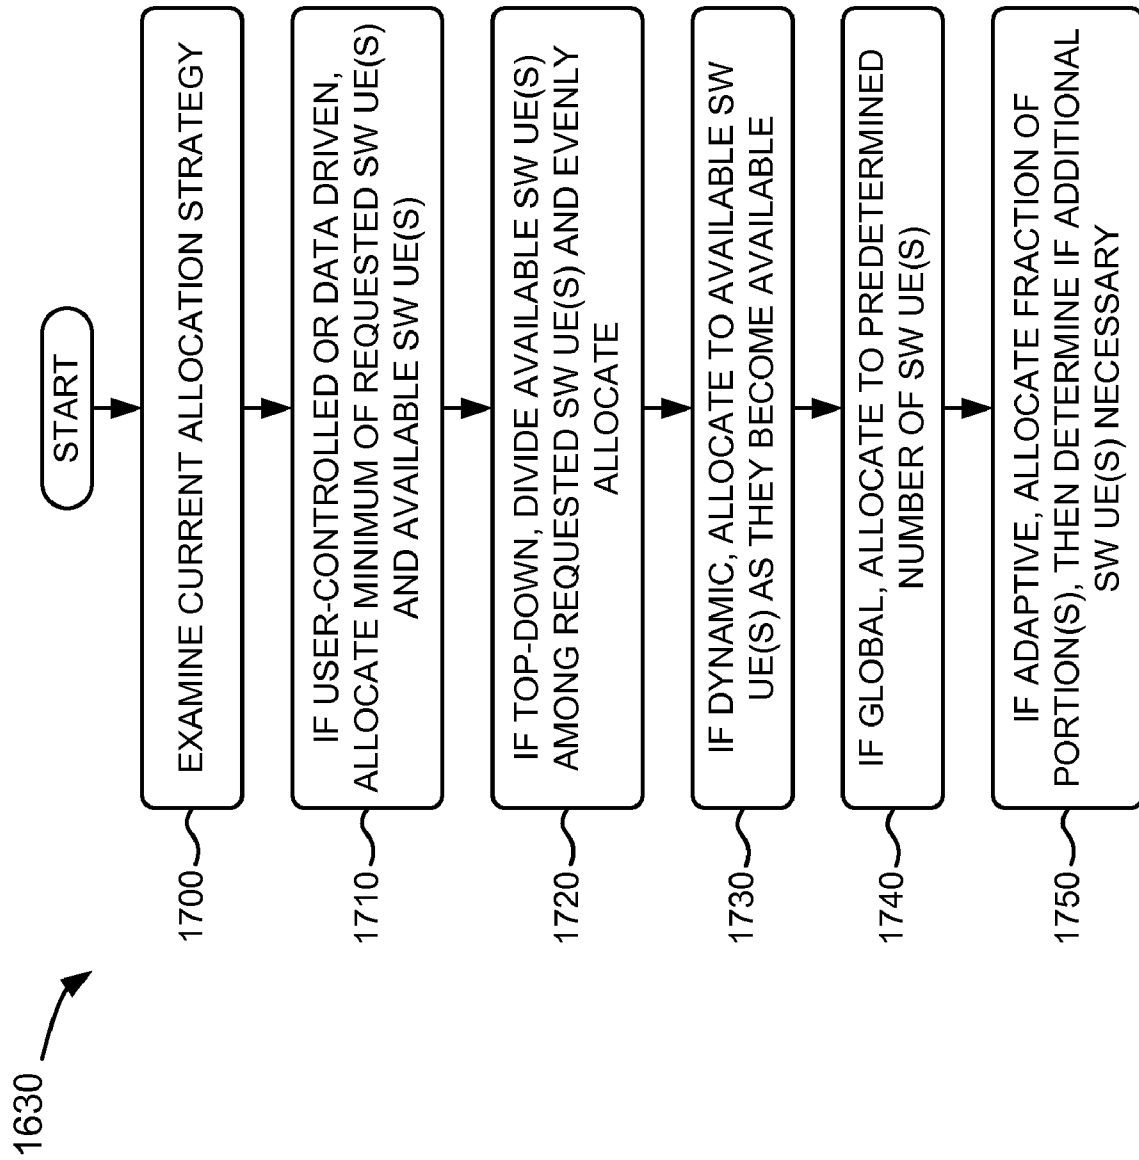 1630
START
1700
EXAMINE CURRENT ALLOCATION STRATEGY
1710
IF USER-CONTROLLED OR DATA DRIVEN,
ALLOCATE MINIMUM OF REQUESTED SW UE(S)
AND AVAILABLE SW UE(S)
1720
IF TOP-DOWN, DIVIDE AVAILABLE SW UE(S)
AMONG REQUESTED SW UE(S) AND EVENLY
ALLOCATE
1730
IF DYNAMIC, ALLOCATE TO AVAILABLE SW
UE(S) AS THEY BECOME AVAILABLE
1740
IF GLOBAL, ALLOCATE TO PREDETERMINED
NUMBER OF SW UE(S)
1750
IF ADAPTIVE, ALLOCATE FRACTION OF
PORTION(S), THEN DETERMINE IF ADDITIONAL
SW UE(S) NECESSARY